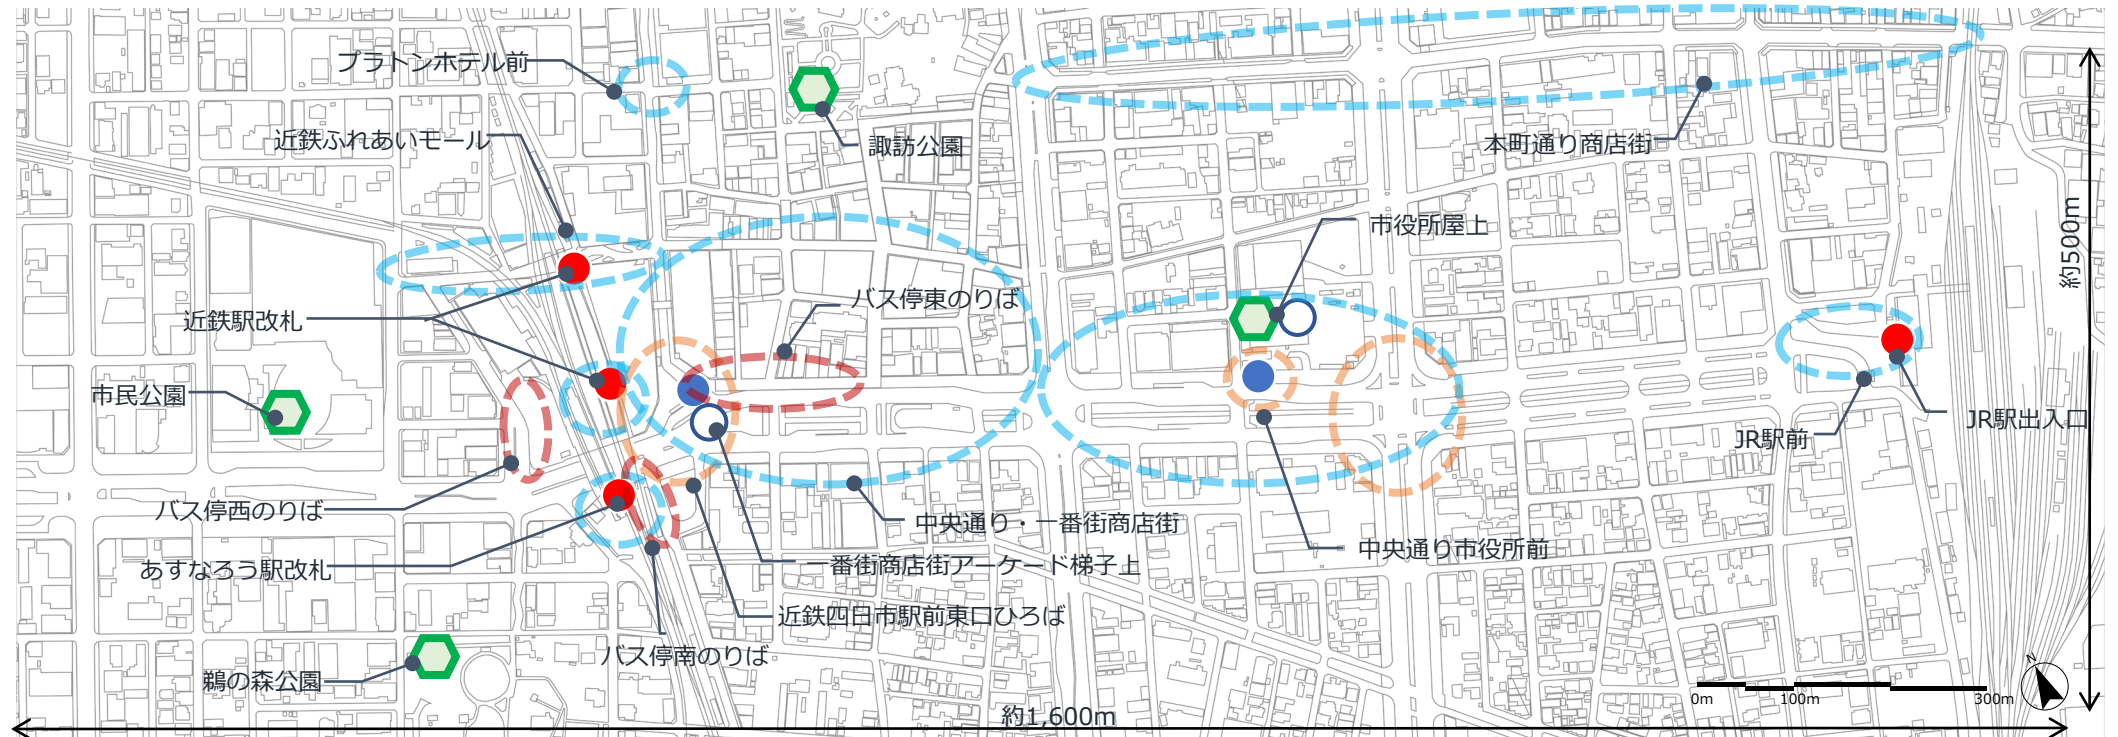 プラトンホテル前
近鉄ふれあいモール
諏訪公園
本町通り商店街
市役所屋上
約500m
バス停東のりば
近鉄駅改札
市民公園
JR駅出入口
JR駅前
バス停西のりば
中央通り・一番街商店街
中央通り市役所前
あすなろう駅改札
一番街商店街アーケード梯子上
近鉄四日市駅前東口ひろば
バス停南のりば
鵜の森公園
N
0m 100m 300m
約1,600m